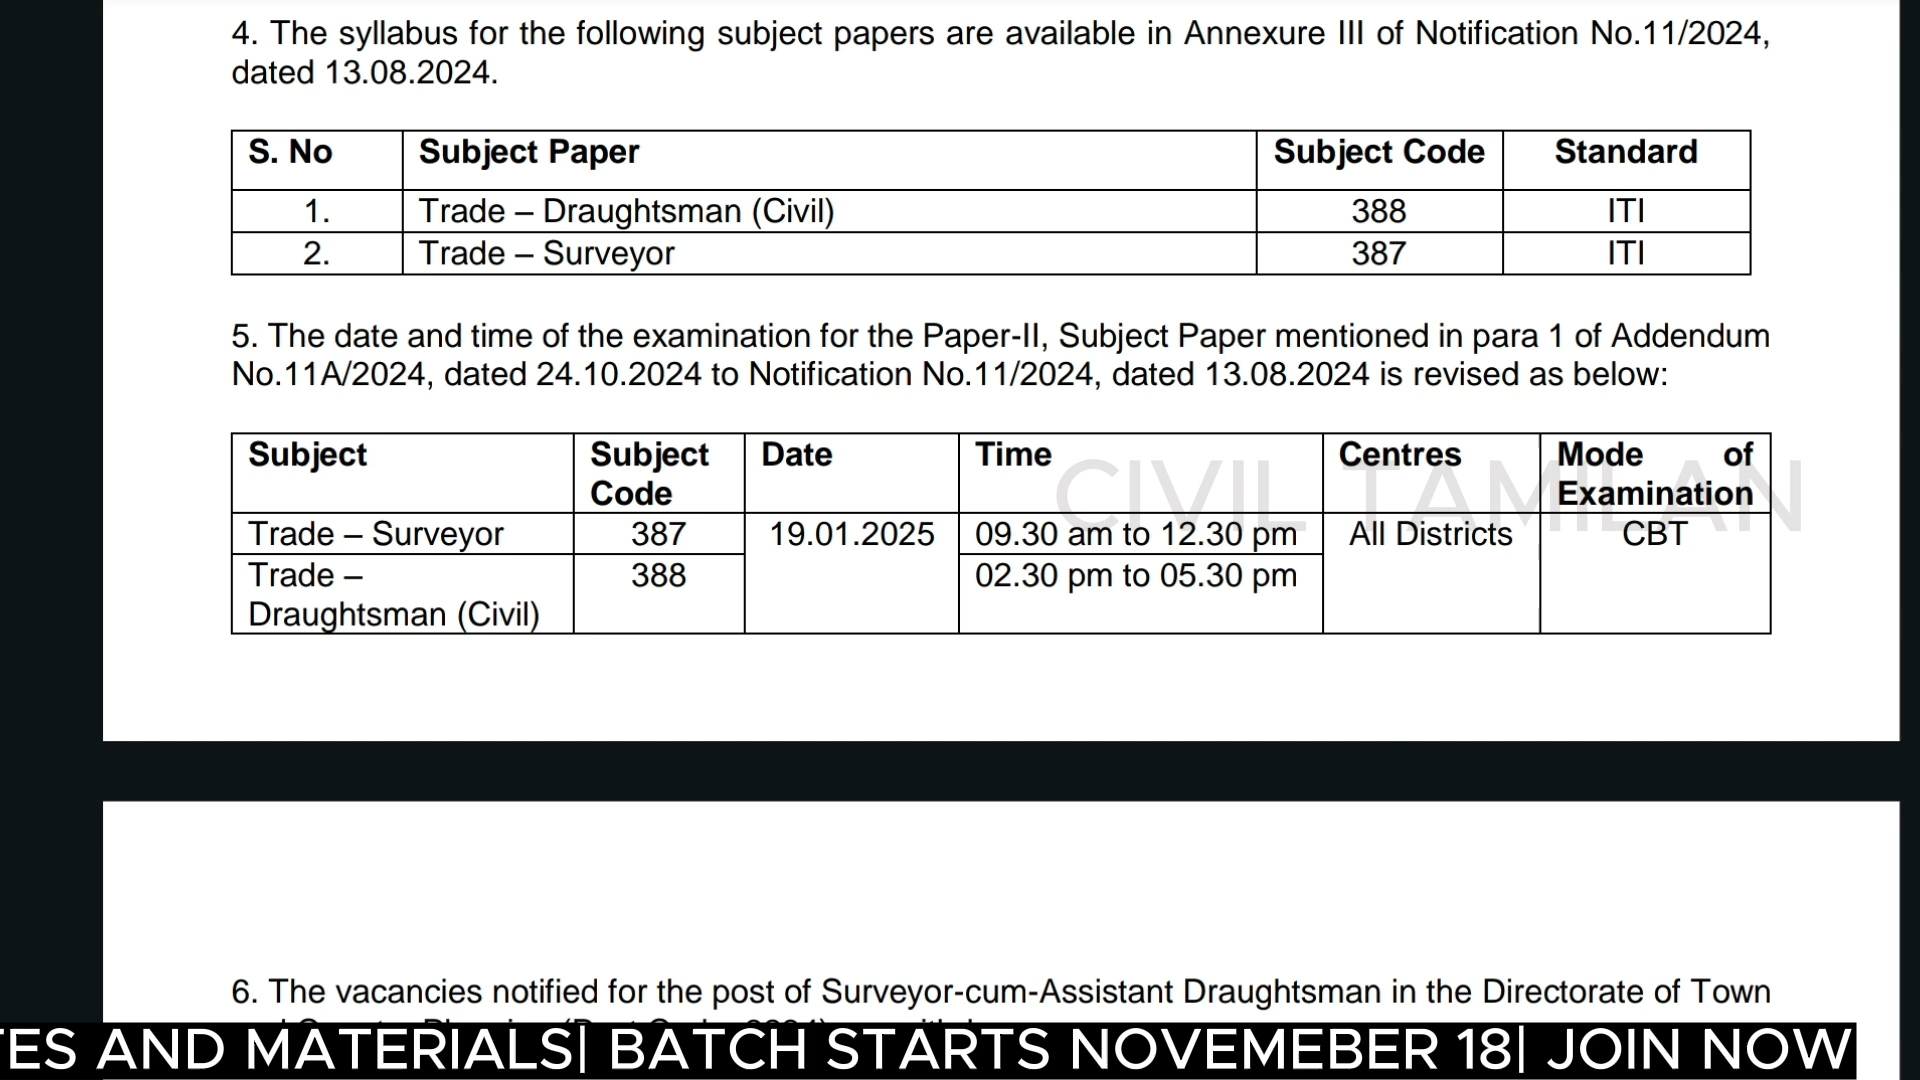 4. The syllabus for the following subject papers are available in Annexure III of Notification No.11/2024,
dated 13.08.2024.
S. No Subject Paper Subject Code Standard
1. Trade – Draughtsman (Civil) 388 ITI
2. Trade – Surveyor 387 ITI
5. The date and time of the examination for the Paper-II, Subject Paper mentioned in para 1 of Addendum
No.11A/2024, dated 24.10.2024 to Notification No.11/2024, dated 13.08.2024 is revised as below:
Subject Subject Date Time Centres Mode of
Code Examination
CIVIL TAMILAN
Trade – Surveyor 387 19.01.2025 09.30 am to 12.30 pm All Districts CBT
Trade – 388 02.30 pm to 05.30 pm
Draughtsman (Civil)
6. The vacancies notified for the post of Surveyor-cum-Assistant Draughtsman in the Directorate of Town
TES AND MATERIALS| BATCH STARTS NOVEMEBER 18| JOIN NOW